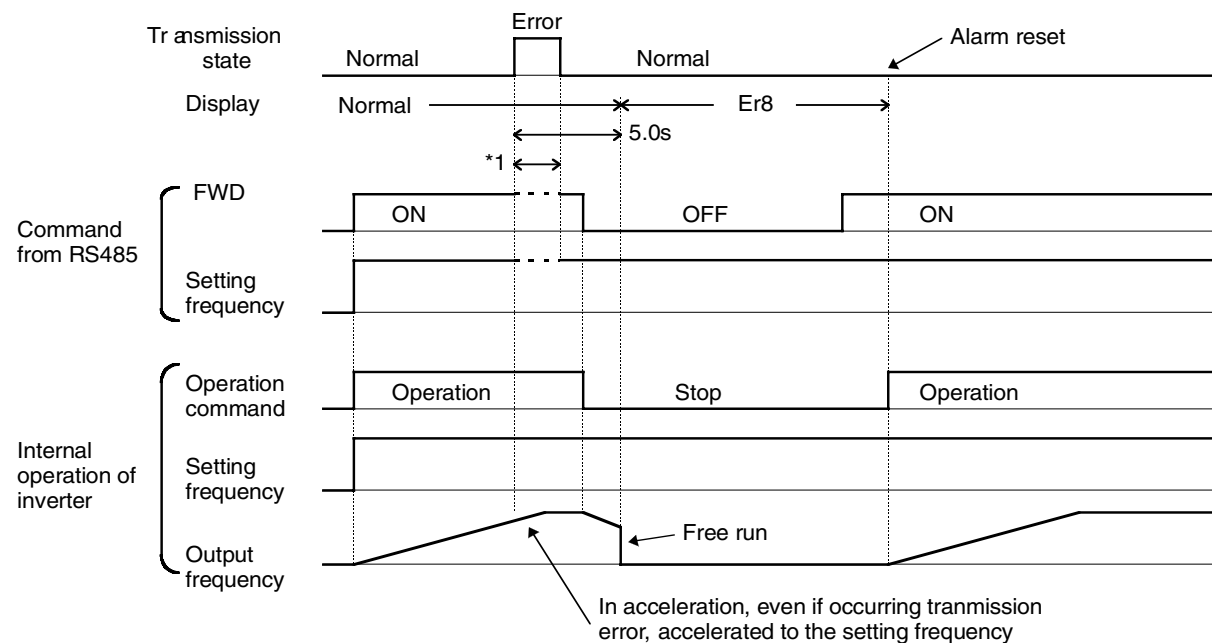 Error
Tr ansmission
state
Normal
Normal
Alarm reset
Display
Normal
Er8
5.0s
*1
Command
from RS485
FWD
ON
OFF
ON
Setting
frequency
Internal
operation of
inverter
Operation
command
Operation
Stop
Operation
Setting
frequency
Output
frequency
Free run
In acceleration, even if occurring tranmission
error, accelerated to the setting frequency